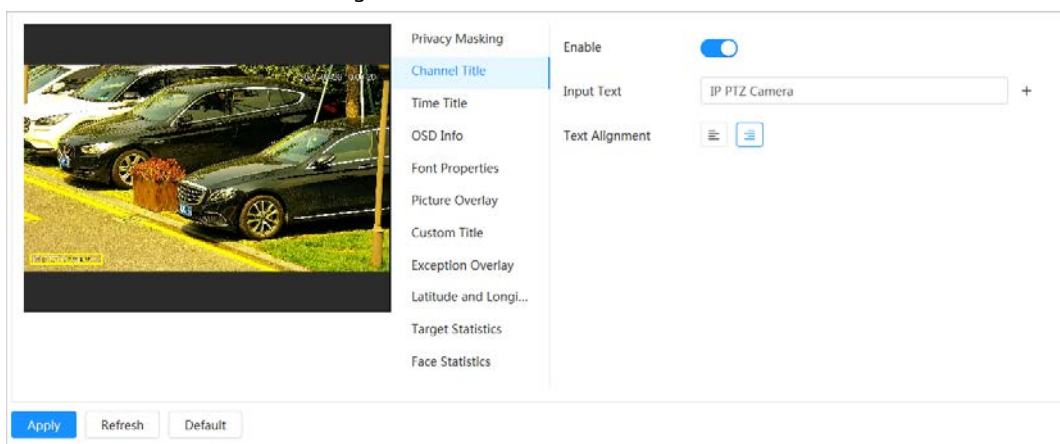 Privacy Masking
Channel Title
Time Title
OSD Info
Font Properties
Picture Overlay
Custom Title
Exception Overlay
Latitude and Longi...
Target Statistics
Face Statistics
Enable
Input Text
IP PTZ Camera
+
Text Alignment
Apply
Refresh
Default